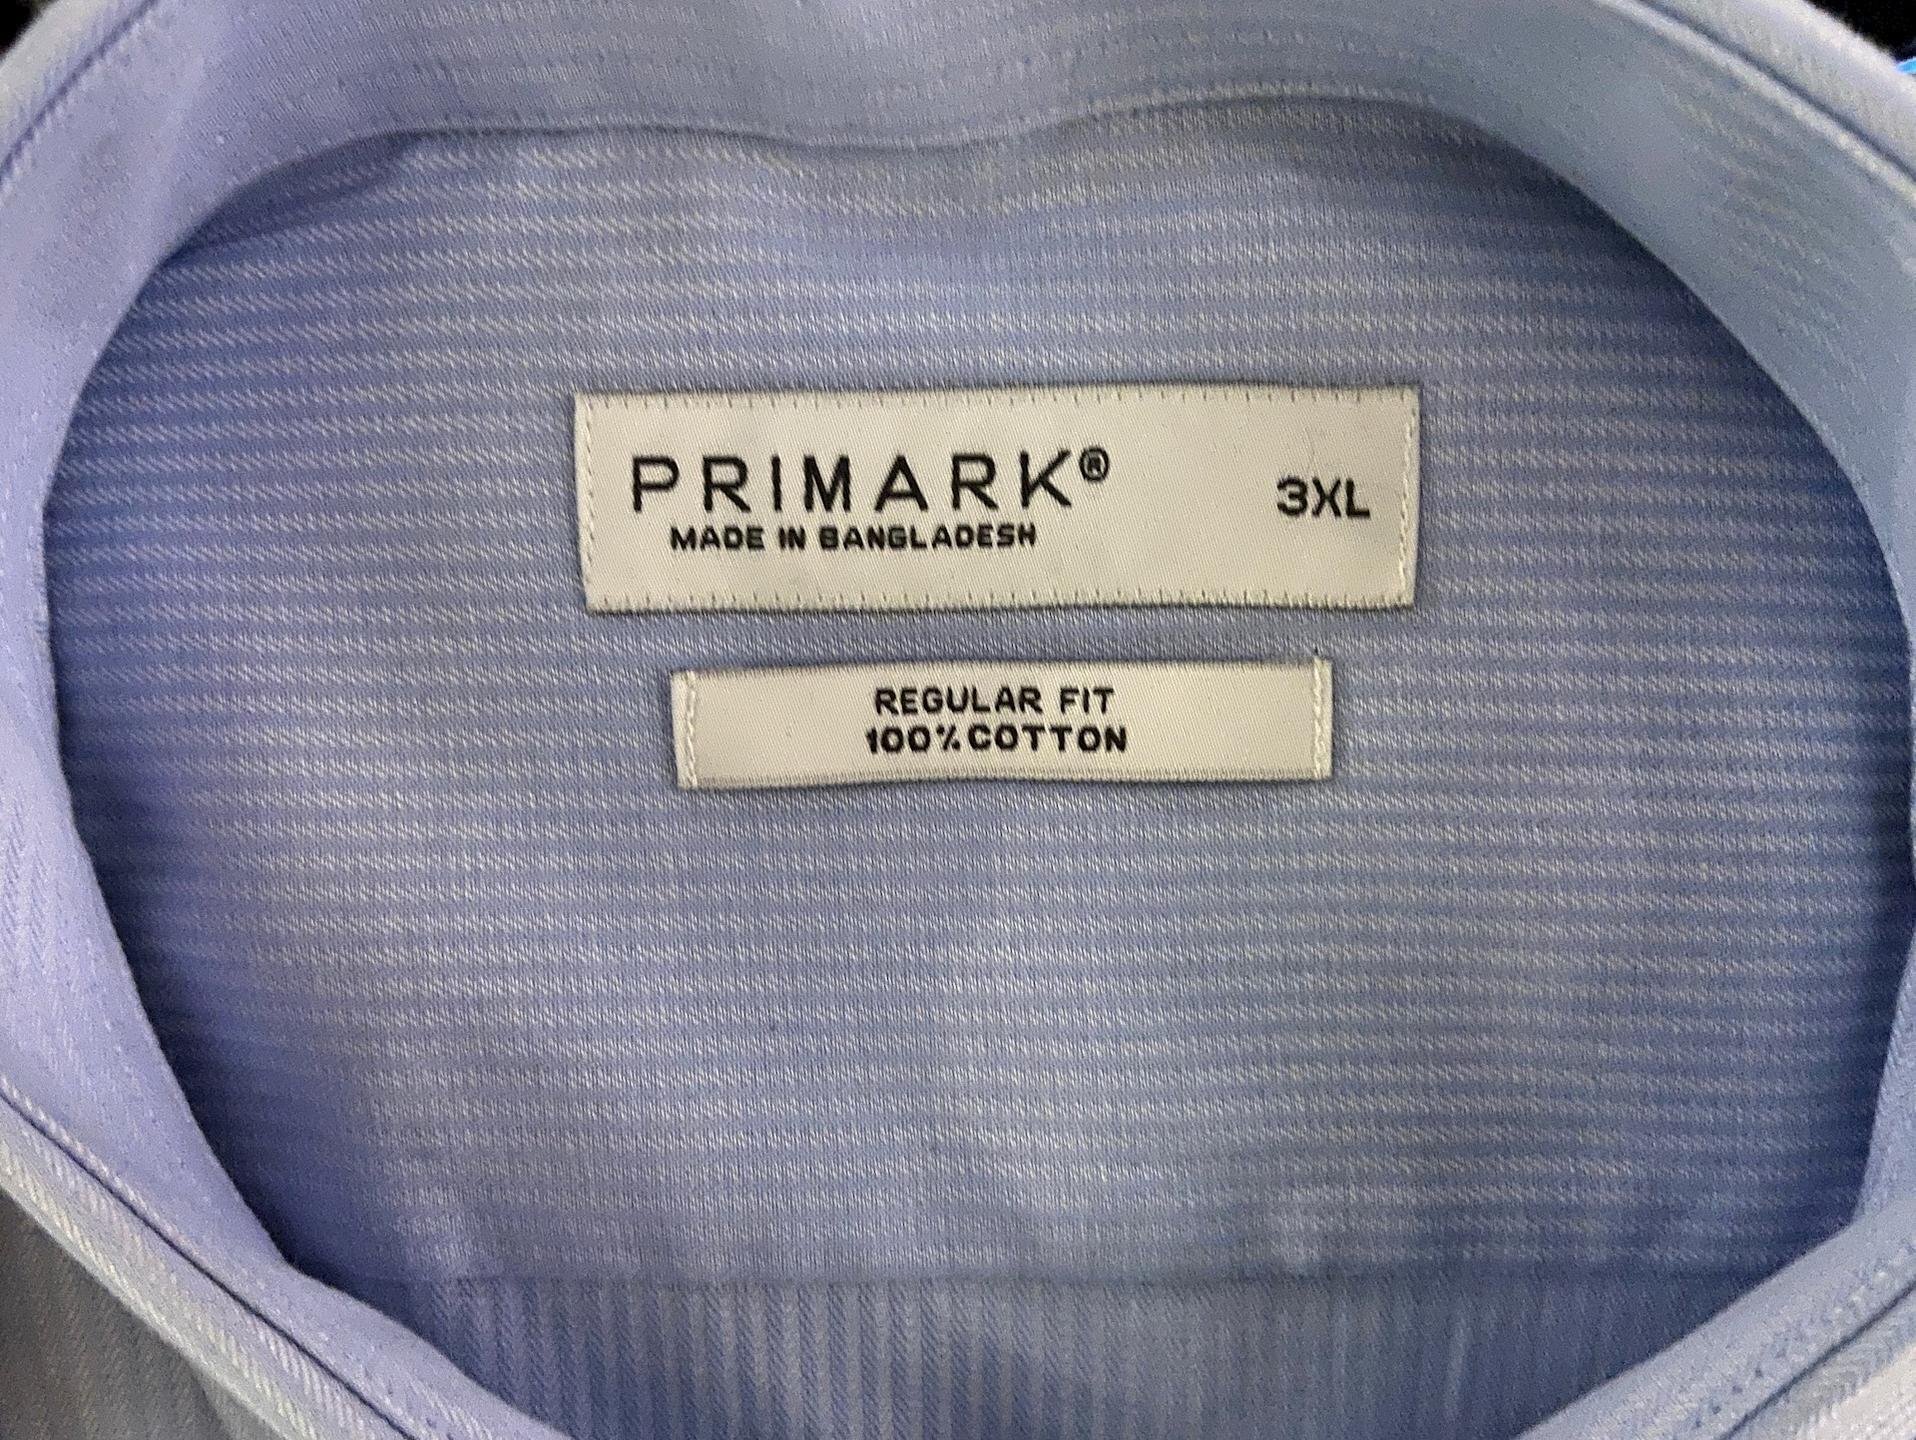 PRIMARK®
MADE IN BANGLADESH
3XL
REGULAR FIT
100% COTTON